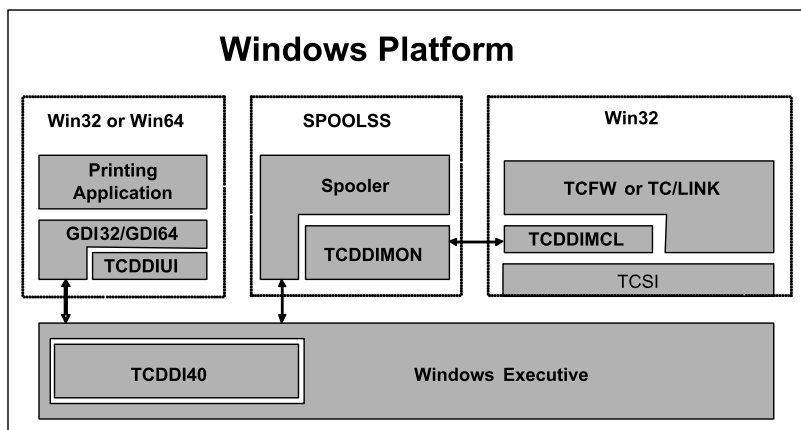 Windows Platform
Win32 or Win64
Printing
Application
GDI32/GDI64
TCDDIUI
SPOOLSS
Spooler
TCDDIMON
Win32
TCFW or TC/LINK
TCDDIMCL
TCSI
TCDDI40
Windows Executive